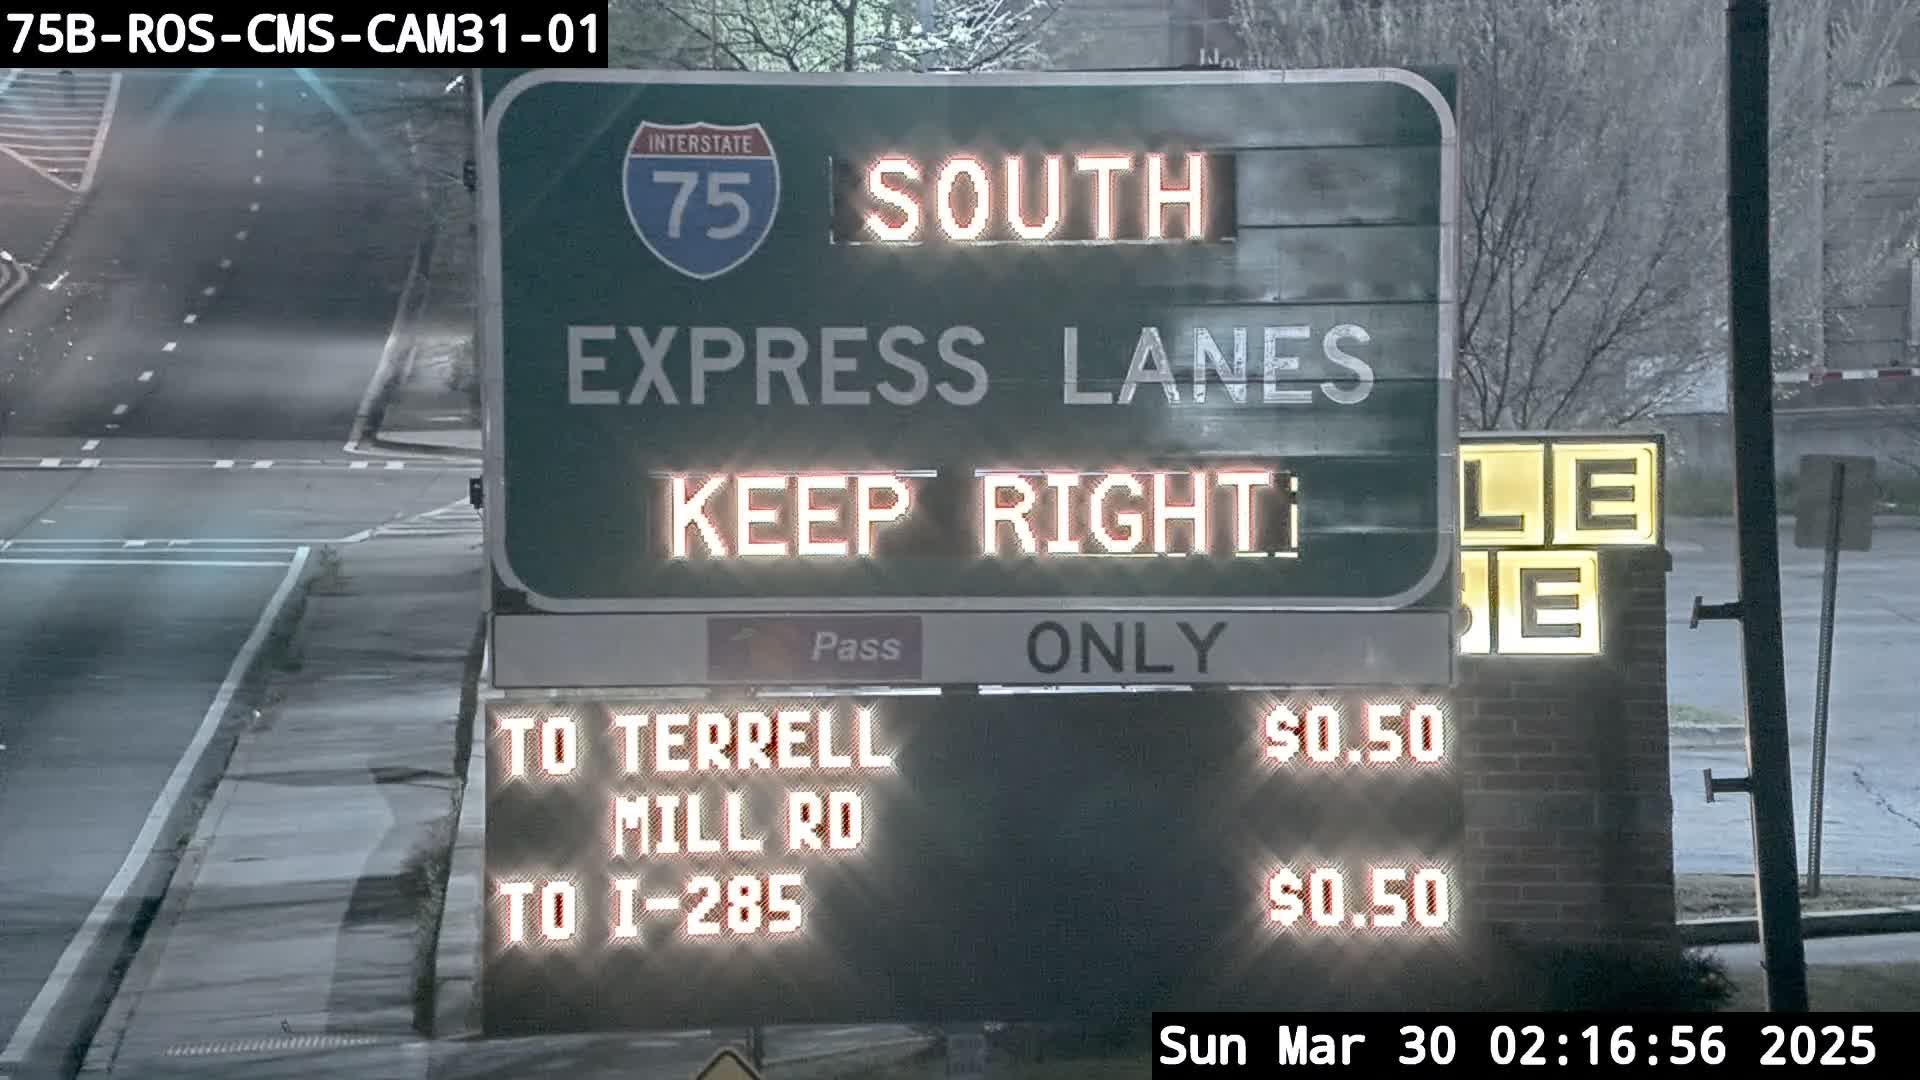 75B-ROS-CMS-CAM31-01
INTERSTATE
75
SOUTH
EXPRESS LANES
KEEP RIGHT
Pass ONLY
TO TERRELL $0.50
MILL RD
TO I-285 $0.50
LE
E
Sun Mar 30 02:16:56 2025